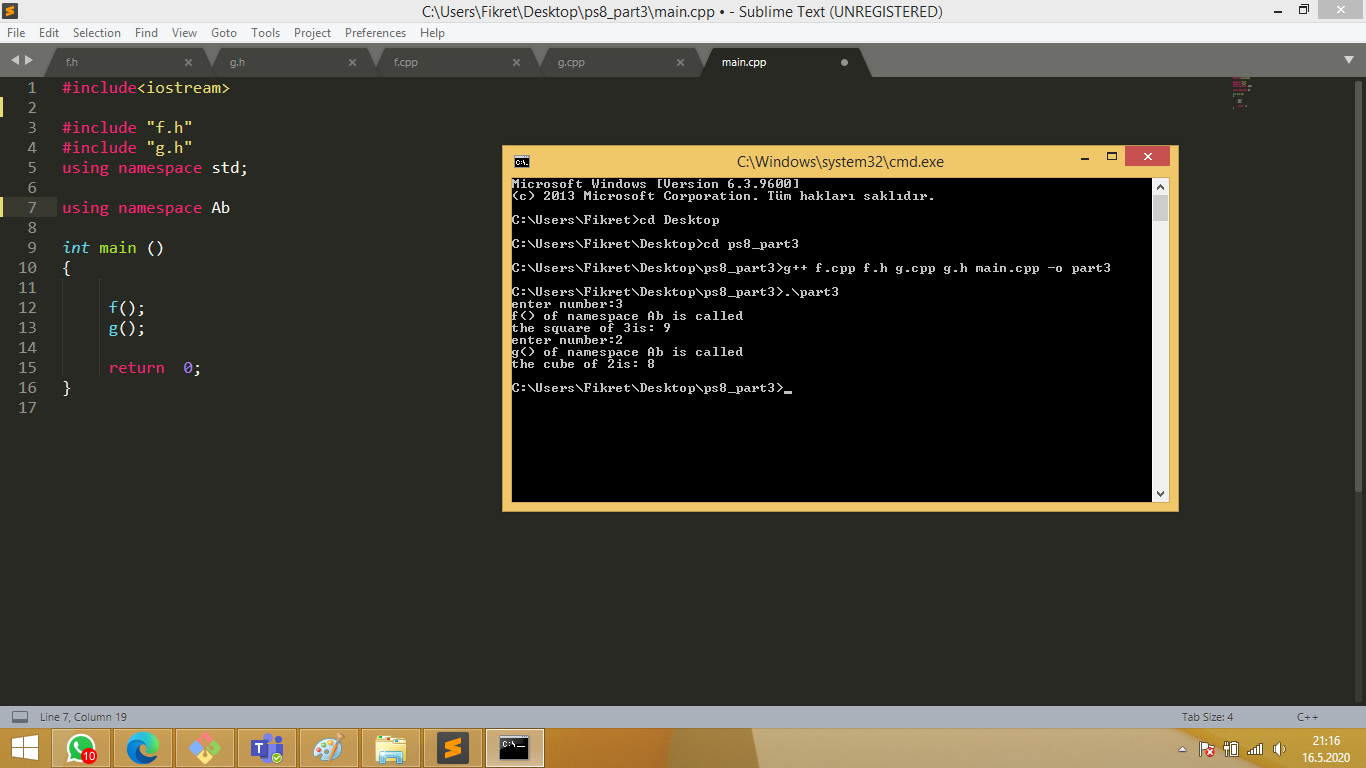 C:\Users\Fikret\Desktop\ps8_part3\main.cpp • - Sublime Text (UNREGISTERED)
File Edit Selection Find View Goto Tools Project Preferences Help
f.h g.h f.cpp g.cpp main.cpp
1 #include<iostream>
2
3 #include "f.h"
4 #include "g.h"
5 using namespace std;
6
7 using namespace Ab
8
9 int main ()
10 {
11
12 f();
13 g();
14
15 return  0;
16 }
17
C:\Windows\system32\cmd.exe
Microsoft Windows [Version 6.3.9600]
(c) 2013 Microsoft Corporation. Tüm hakları saklıdır.
C:\Users\Fikret>cd Desktop
C:\Users\Fikret\Desktop>cd ps8_part3
C:\Users\Fikret\Desktop\ps8_part3>g++ f.cpp f.h g.cpp g.h main.cpp -o part3
C:\Users\Fikret\Desktop\ps8_part3>.\part3
enter number:3
f() of namespace Ab is called
the square of 3is: 9
enter number:2
g() of namespace Ab is called
the cube of 2is: 8
C:\Users\Fikret\Desktop\ps8_part3>_
Line 7, Column 19 Tab Size: 4 C++
10
C:\_
21:16
16.5.2020